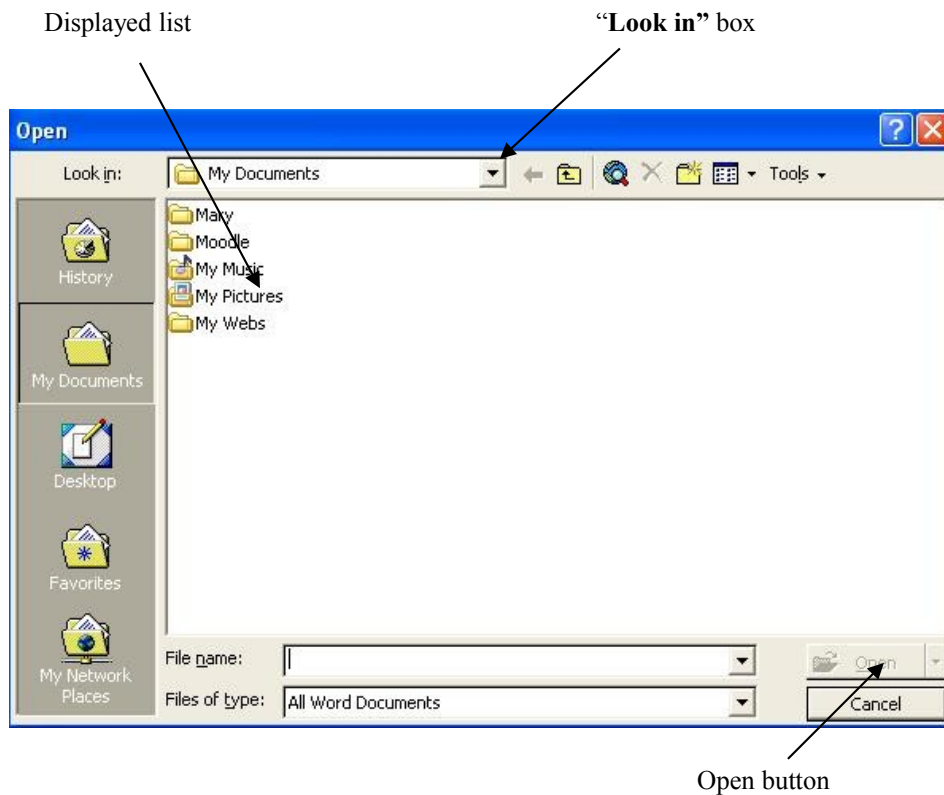 Displayed list
“Look in” box
Open
Look in:
My Documents
Tools
Mary
Moodle
My Music
My Pictures
My Webs
History
My Documents
Desktop
Favorites
My Network
Places
File name:
Open
Files of type:
All Word Documents
Cancel
Open button